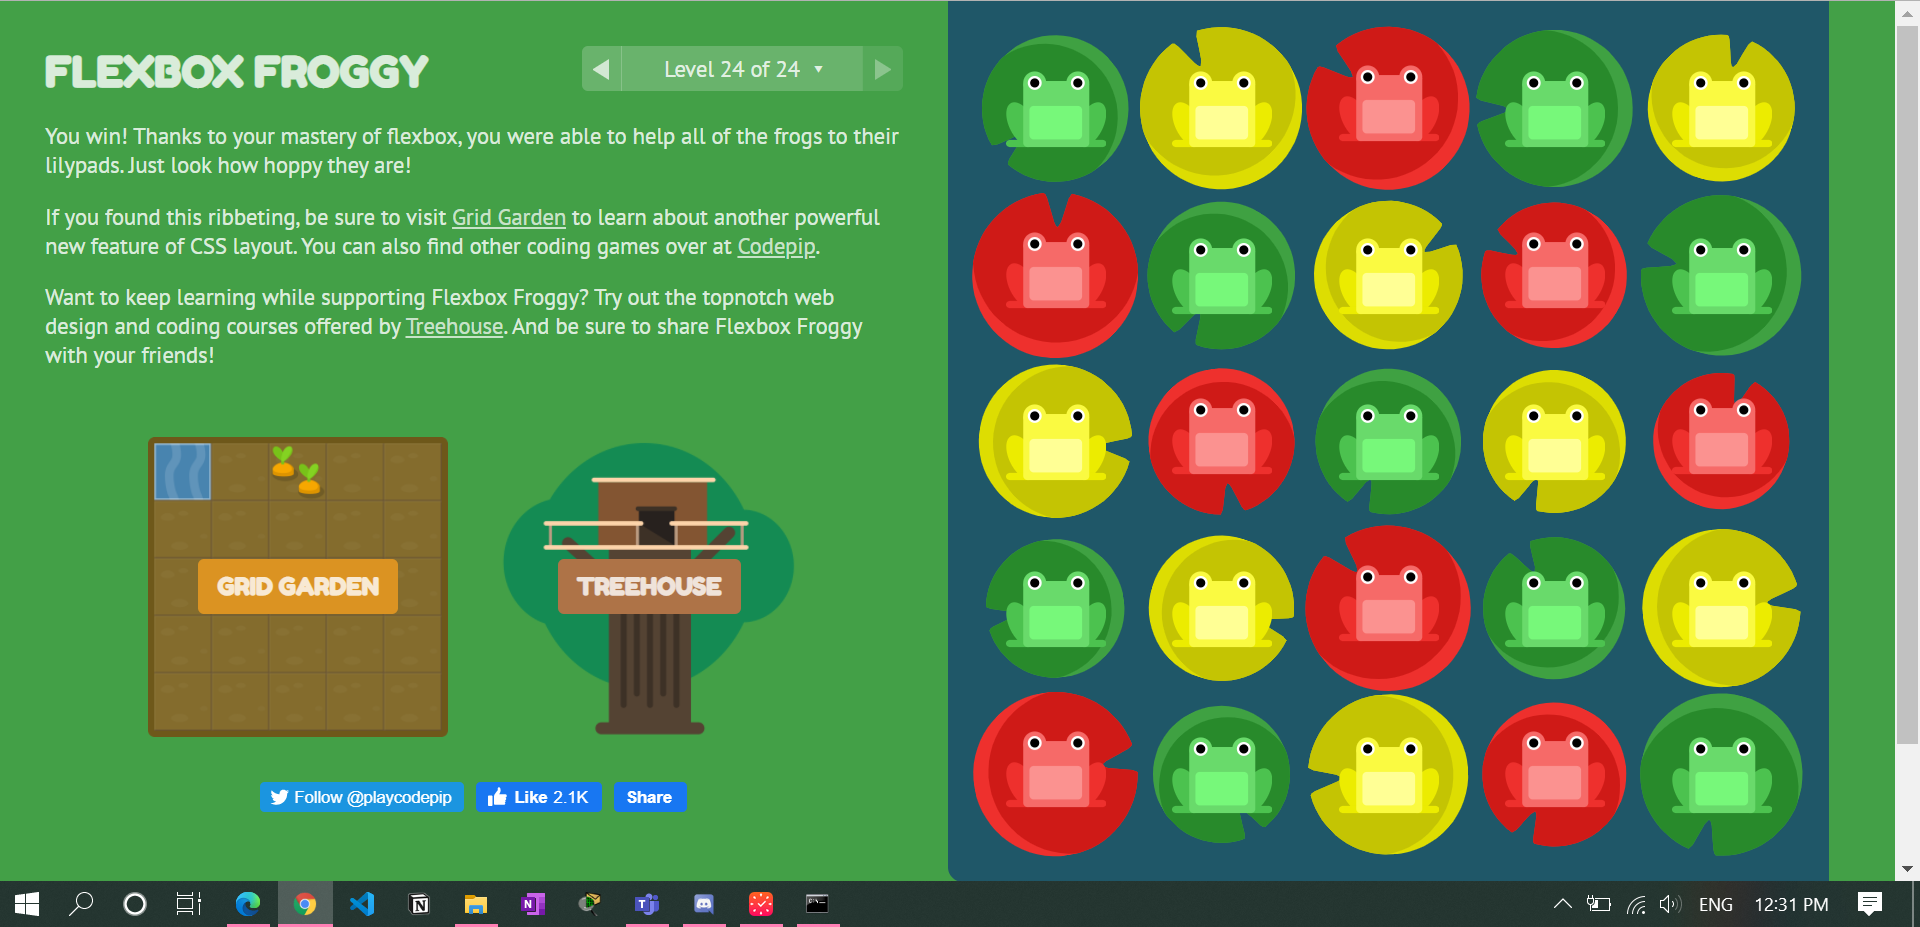 FLEXBOX FROGGY
Level 24 of 24
You win! Thanks to your mastery of flexbox, you were able to help all of the frogs to their
lilypads. Just look how hoppy they are!
If you found this ribbeting, be sure to visit Grid Garden to learn about another powerful
new feature of CSS layout. You can also find other coding games over at Codepip.
Want to keep learning while supporting Flexbox Froggy? Try out the topnotch web
design and coding courses offered by Treehouse. And be sure to share Flexbox Froggy
with your friends!
GRID GARDEN
TREEHOUSE
Follow @playcodepip
Like 2.1K
Share
ENG
12:31 PM